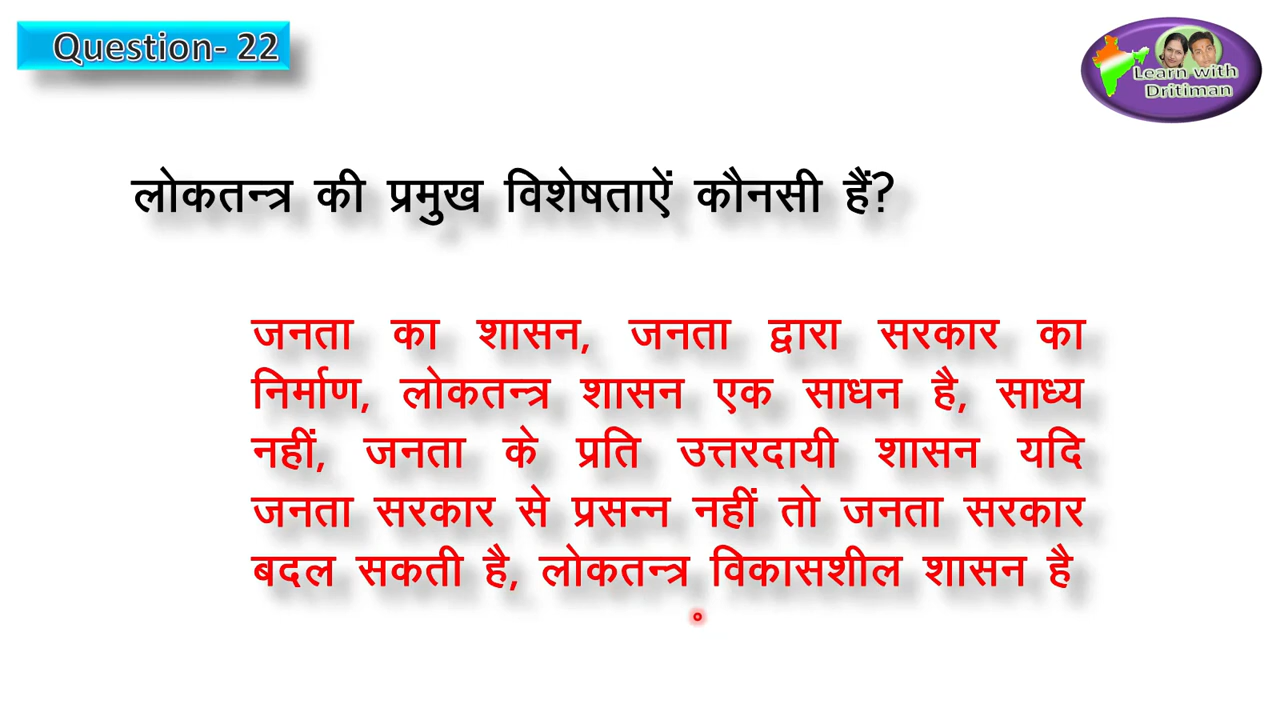 Question- 22
Learn with
Dritiman
लोकतन्त्र की प्रमुख विशेषताऐं कौनसी हैं?
जनता का शासन, जनता द्वारा सरकार का
निर्माण, लोकतन्त्र शासन एक साधन है, साध्य
नहीं, जनता के प्रति उत्तरदायी शासन यदि
जनता सरकार से प्रसन्न नहीं तो जनता सरकार
बदल सकती है, लोकतन्त्र विकासशील शासन है